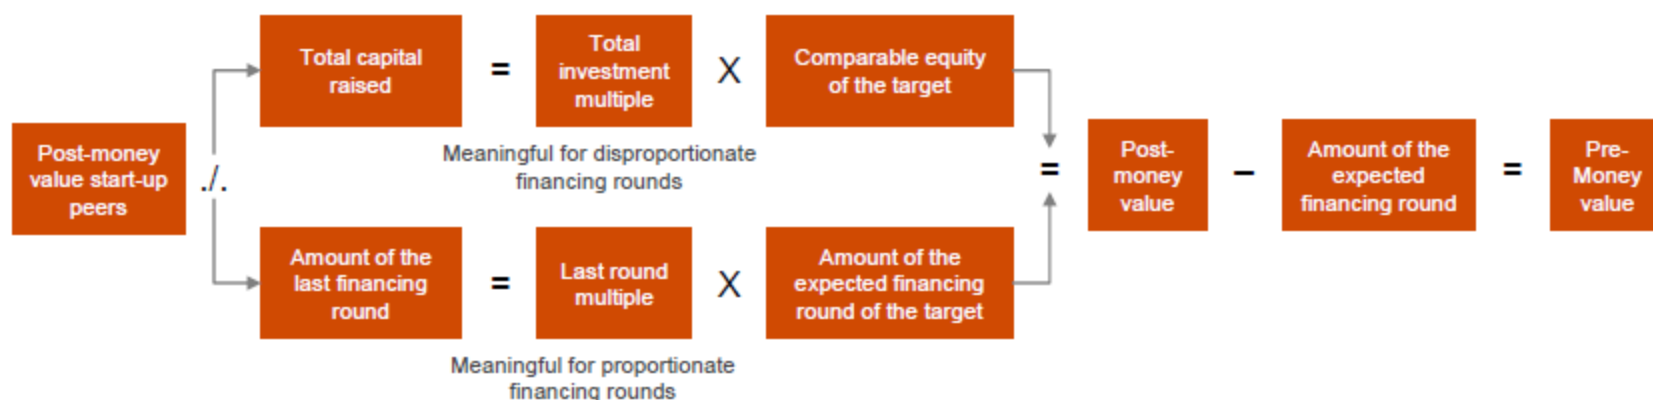 Post-money
value start-up
peers
./.
Total capital
raised
=
Total
investment
multiple
X
Comparable equity
of the target
Meaningful for disproportionate
financing rounds
Amount of the
last financing
round
=
Last round
multiple
X
Amount of the
expected financing
round of the target
Meaningful for proportionate
financing rounds
=
Post-
money
value
–
Amount of the
expected
financing round
=
Pre-
Money
value